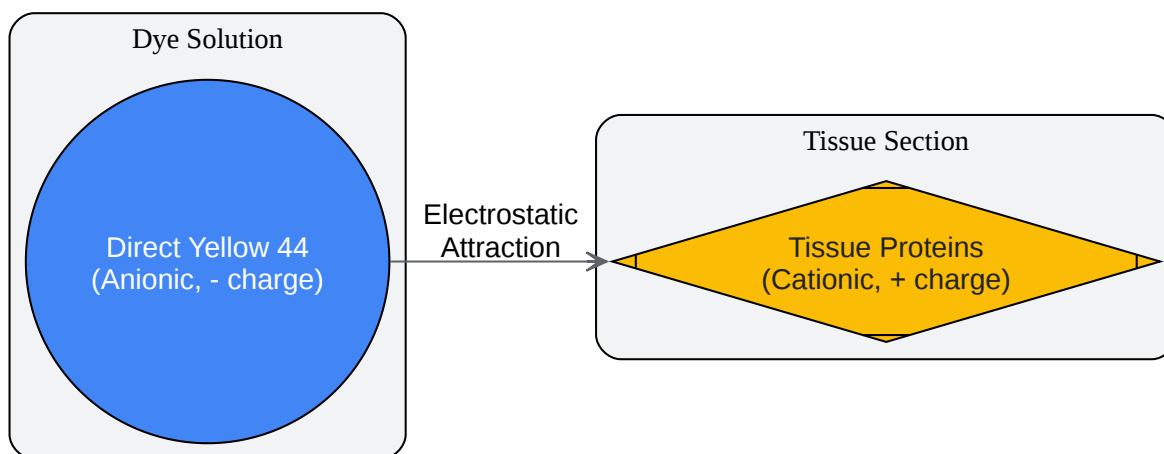 Dye Solution
Direct Yellow 44
(Anionic, - charge)
Electrostatic
Attraction
Tissue Section
Tissue Proteins
(Cationic, + charge)